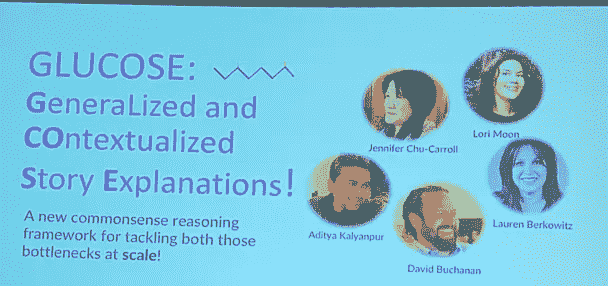 GLUCOSE:
GeneraLized and
COntextualized
Story Explanations!
A new commonsense reasoning
framework for tackling both those
bottlenecks at scale!
Jennifer Chu-Carroll
Lori Moon
Aditya Kalyanpur
David Buchanan
Lauren Berkowitz